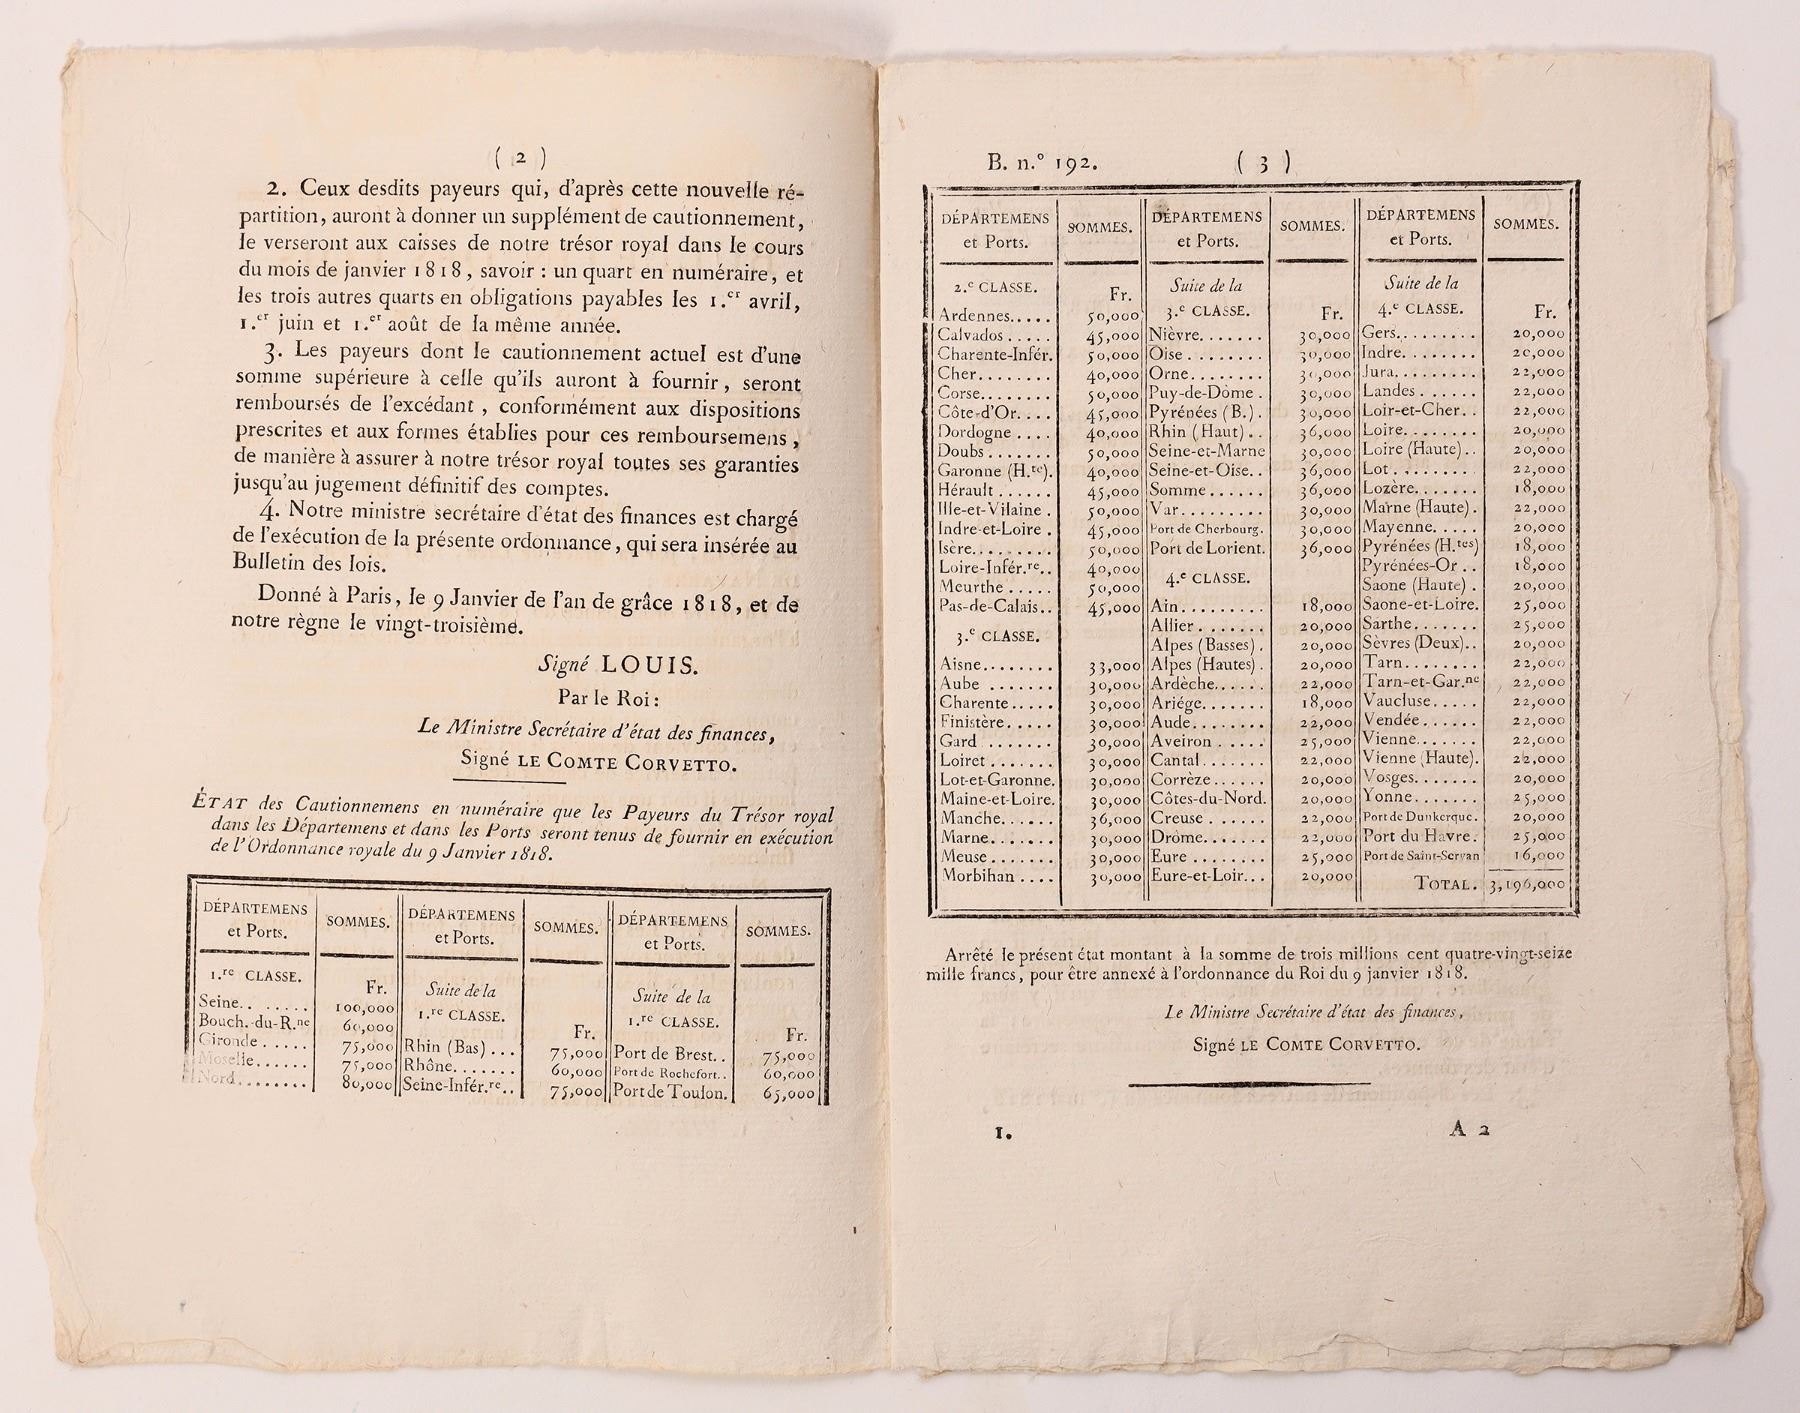 ( 2 )
2. Ceux desdits payeurs qui, d'après cette nouvelle ré-
partition, auront à donner un supplément de cautionnement,
le verseront aux caisses de notre trésor royal dans le cours
du mois de janvier 1818, savoir : un quart en numéraire, et
les trois autres quarts en obligations payables les 1.er avril,
1.er juin et 1.er août de la même année.
3. Les payeurs dont le cautionnement actuel est d'une
somme supérieure à celle qu'ils auront à fournir, seront
remboursés de l'excédant, conformément aux dispositions
prescrites et aux formes établies pour ces remboursemens,
de manière à assurer à notre trésor royal toutes ses garanties
jusqu'au jugement définitif des comptes.
4. Notre ministre secrétaire d'état des finances est chargé
de l'exécution de la présente ordonnance, qui sera insérée au
Bulletin des lois.
Donné à Paris, le 9 Janvier de l'an de grâce 1818, et de
notre règne le vingt-troisième.
Signé LOUIS.
Par le Roi :
Le Ministre Secrétaire d'état des finances,
Signé LE COMTE CORVETTO.
ÉTAT des Cautionnemens en numéraire que les Payeurs du Trésor royal
dans les Départemens et dans les Ports seront tenus de fournir en exécution
de l'Ordonnance royale du 9 Janvier 1818.
DÉPARTEMENS et Ports. SOMMES. DÉPARTEMENS et Ports. SOMMES. DÉPARTEMENS et Ports. SOMMES.
1.re CLASSE. Fr.
Seine........ 100,000
Bouch.-du-R.ne 60,000
Gironde ..... 75,000
Moselle...... 75,000
Nord........ 80,000
Suite de la
1.re CLASSE. Fr.
Rhin (Bas) ... 75,000
Rhône....... 60,000
Seine-Infér.re.. 75,000
Suite de la
1.re CLASSE. Fr.
Port de Brest.. 75,000
Port de Rochefort.. 60,000
Port de Toulon. 65,000
B. n.° 192. ( 3 )
DÉPARTEMENS et Ports. SOMMES. DÉPARTEMENS et Ports. SOMMES. DÉPARTEMENS et Ports. SOMMES.
2.e CLASSE. Fr.
Ardennes..... 50,000
Calvados ..... 45,000
Charente-Infér. 50,000
Cher........ 40,000
Corse....... 50,000
Côte-d'Or.... 45,000
Dordogne .... 40,000
Doubs....... 50,000
Garonne (H.te). 40,000
Hérault ...... 45,000
Ille-et-Vilaine . 50,000
Indre-et-Loire . 45,000
Isère......... 50,000
Loire-Infér.re.. 40,000
Meurthe ..... 50,000
Pas-de-Calais.. 45,000
3.e CLASSE.
Aisne........ 33,000
Aube ....... 30,000
Charente..... 30,000
Finistère..... 30,000
Gard ....... 30,000
Loiret ...... 30,000
Lot-et-Garonne. 30,000
Maine-et-Loire. 30,000
Manche..... 36,000
Marne....... 30,000
Meuse ....... 30,000
Morbihan .... 30,000
Suite de la
3.e CLASSE. Fr.
Nièvre....... 30,000
Oise ........ 30,000
Orne........ 30,000
Puy-de-Dôme . 30,000
Pyrénées (B.). 30,000
Rhin (Haut).. 36,000
Seine-et-Marne 30,000
Seine-et-Oise.. 36,000
Somme...... 36,000
Var......... 30,000
Port de Cherbourg. 30,000
Port de Lorient. 36,000
4.e CLASSE.
Ain......... 18,000
Allier ....... 20,000
Alpes (Basses). 20,000
Alpes (Hautes). 20,000
Ardèche...... 22,000
Ariége....... 18,000
Aude........ 22,000
Aveiron ..... 25,000
Cantal....... 22,000
Corrèze...... 20,000
Côtes-du-Nord. 20,000
Creuse ...... 22,000
Drôme....... 22,000
Eure ........ 25,000
Eure-et-Loir... 20,000
Suite de la
4.e CLASSE. Fr.
Gers......... 20,000
Indre........ 20,000
Jura......... 22,000
Landes ...... 22,000
Loir-et-Cher.. 22,000
Loire........ 20,000
Loire (Haute).. 20,000
Lot ........ 22,000
Lozère....... 18,000
Marne (Haute). 22,000
Mayenne..... 20,000
Pyrénées (H.tes) 18,000
Pyrénées-Or .. 18,000
Saone (Haute) . 20,000
Saone-et-Loire. 25,000
Sarthe....... 25,000
Sèvres (Deux).. 20,000
Tarn........ 22,000
Tarn-et-Gar.ne 22,000
Vaucluse..... 22,000
Vendée...... 22,000
Vienne....... 22,000
Vienne (Haute). 22,000
Vosges....... 20,000
Yonne....... 25,000
Port de Dunkerque. 20,000
Port du Havre. 25,000
Port de Saint-Servan 16,000
TOTAL. 3,196,000
Arrêté le présent état montant à la somme de trois millions cent quatre-vingt-seize
mille francs, pour être annexé à l'ordonnance du Roi du 9 janvier 1818.
Le Ministre Secrétaire d'état des finances,
Signé LE COMTE CORVETTO.
1. A 2